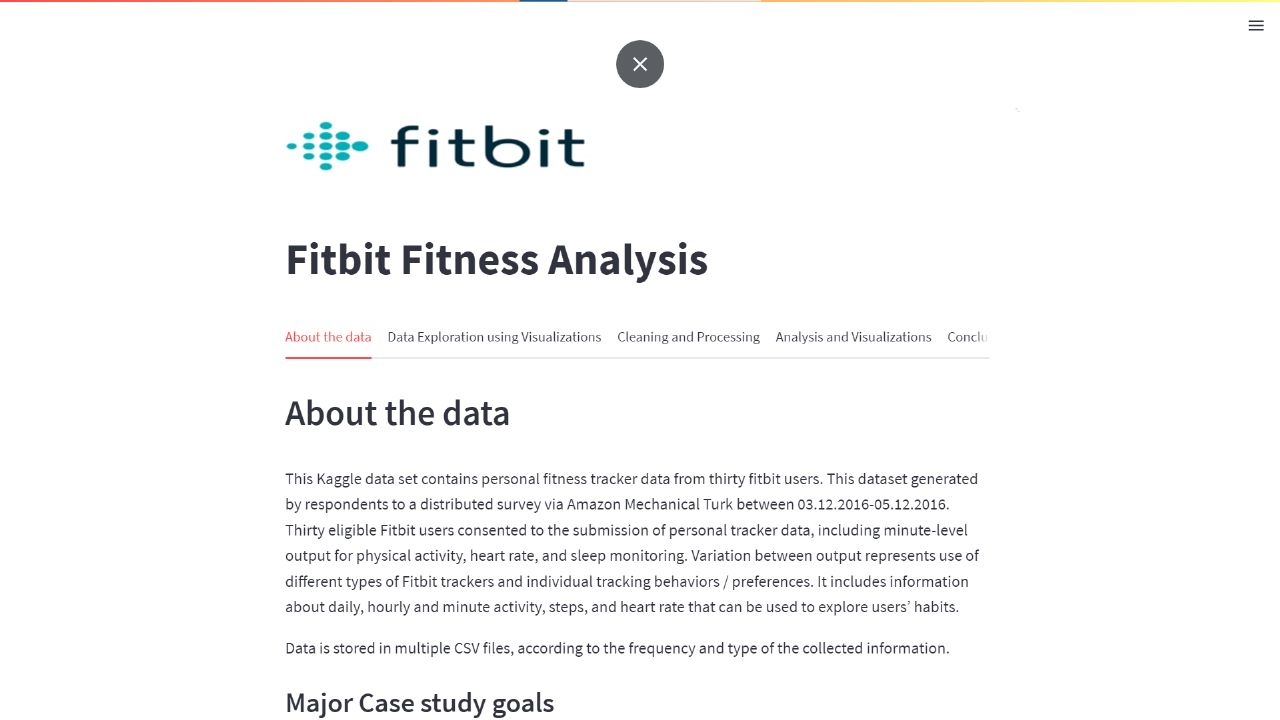 fitbit
Fitbit Fitness Analysis
About the data Data Exploration using Visualizations Cleaning and Processing Analysis and Visualizations Conclu
About the data
This Kaggle data set contains personal fitness tracker data from thirty fitbit users. This dataset generated
by respondents to a distributed survey via Amazon Mechanical Turk between 03.12.2016-05.12.2016.
Thirty eligible Fitbit users consented to the submission of personal tracker data, including minute-level
output for physical activity, heart rate, and sleep monitoring. Variation between output represents use of
different types of Fitbit trackers and individual tracking behaviors / preferences. It includes information
about daily, hourly and minute activity, steps, and heart rate that can be used to explore users’ habits.
Data is stored in multiple CSV files, according to the frequency and type of the collected information.
Major Case study goals